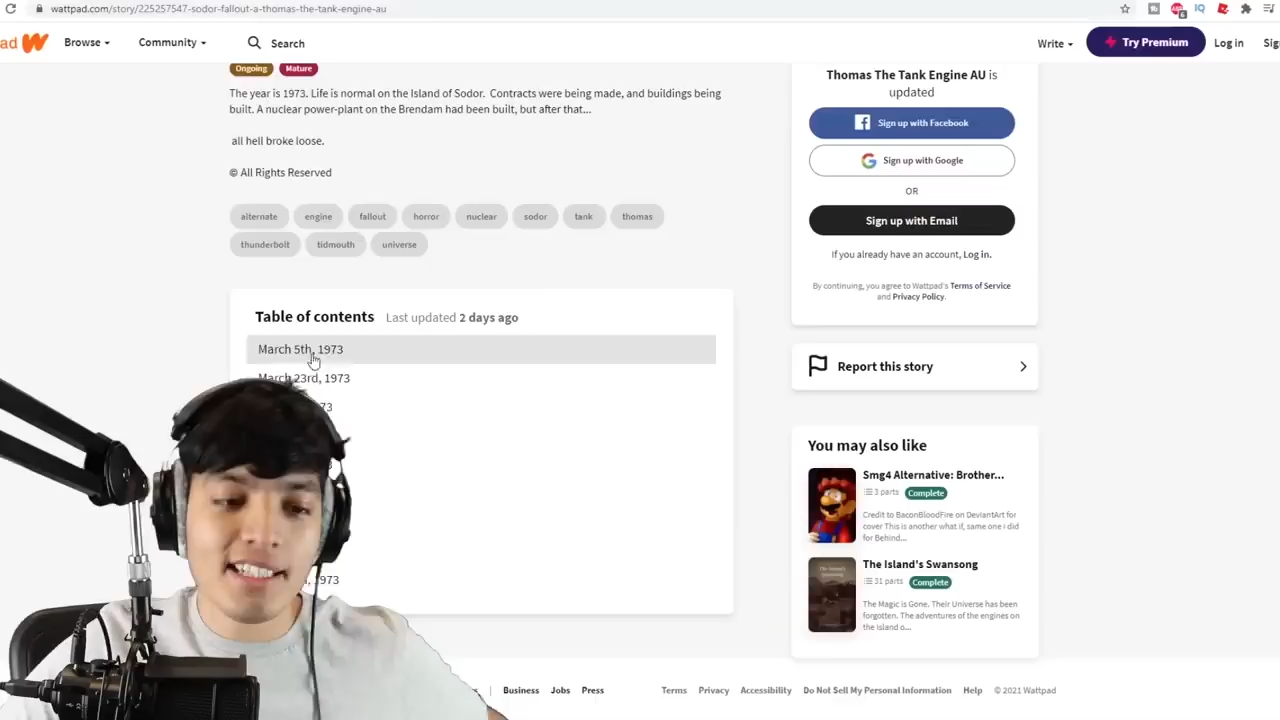 wattpad.com/story/225257547-sodor-fallout-a-thomas-the-tank-engine-au
ad
Browse
Community
Search
Write
Try Premium
Log in
Ongoing
Mature
The year is 1973. Life is normal on the Island of Sodor. Contracts were being made, and buildings being
built. A nuclear power-plant on the Brendam had been built, but after that...
all hell broke loose.
© All Rights Reserved
alternate
engine
fallout
horror
nuclear
sodor
tank
thomas
thunderbolt
tidmouth
universe
Table of contents
Last updated 2 days ago
March 5th, 1973
March 23rd, 1973
73
1973
Thomas The Tank Engine AU is
updated
Sign up with Facebook
Sign up with Google
OR
Sign up with Email
If you already have an account, Log in.
By continuing, you agree to Wattpad's Terms of Service
and Privacy Policy.
Report this story
You may also like
Smg4 Alternative: Brother...
3 parts
Complete
Credit to BaconBloodFire on DeviantArt for
cover This is another what if, same one i did
for Behind...
The Island's Swansong
31 parts
Complete
The Magic is Gone. Their Universe has been
forgotten. The adventures of the engines on
the Island o...
Business
Jobs
Press
Terms
Privacy
Accessibility
Do Not Sell My Personal Information
Help
© 2021 Wattpad